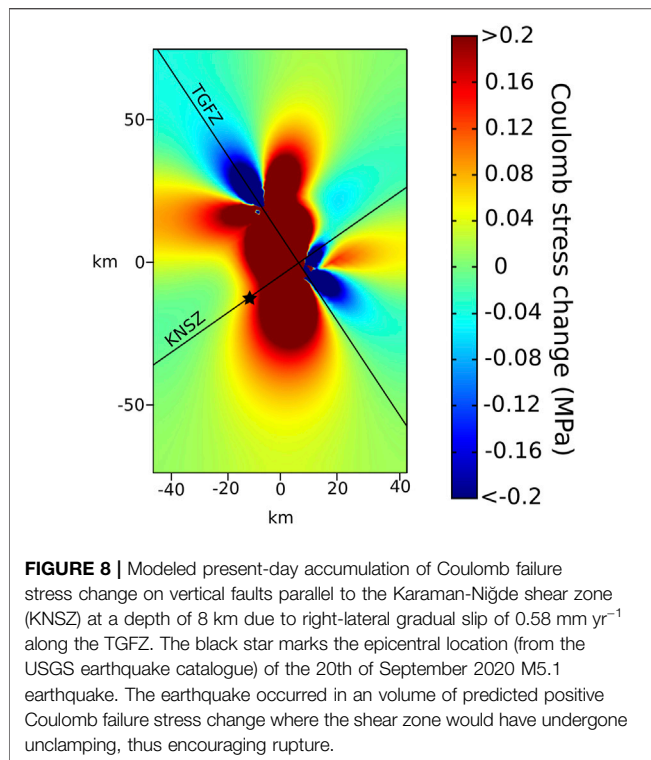 >0.2
0.16
0.12
0.08
0.04
0
-0.04
-0.08
-0.12
-0.16
<-0.2
Coulomb stress change (MPa)
TGFZ
KNSZ
50
0
-50
km
-40
-20
0
20
40
km
FIGURE 8 | Modeled present-day accumulation of Coulomb failure
stress change on vertical faults parallel to the Karaman-Niğde shear zone
(KNSZ) at a depth of 8 km due to right-lateral gradual slip of 0.58 mm yr⁻¹
along the TGFZ. The black star marks the epicentral location (from the
USGS earthquake catalogue) of the 20th of September 2020 M5.1
earthquake. The earthquake occurred in an volume of predicted positive
Coulomb failure stress change where the shear zone would have undergone
unclamping, thus encouraging rupture.